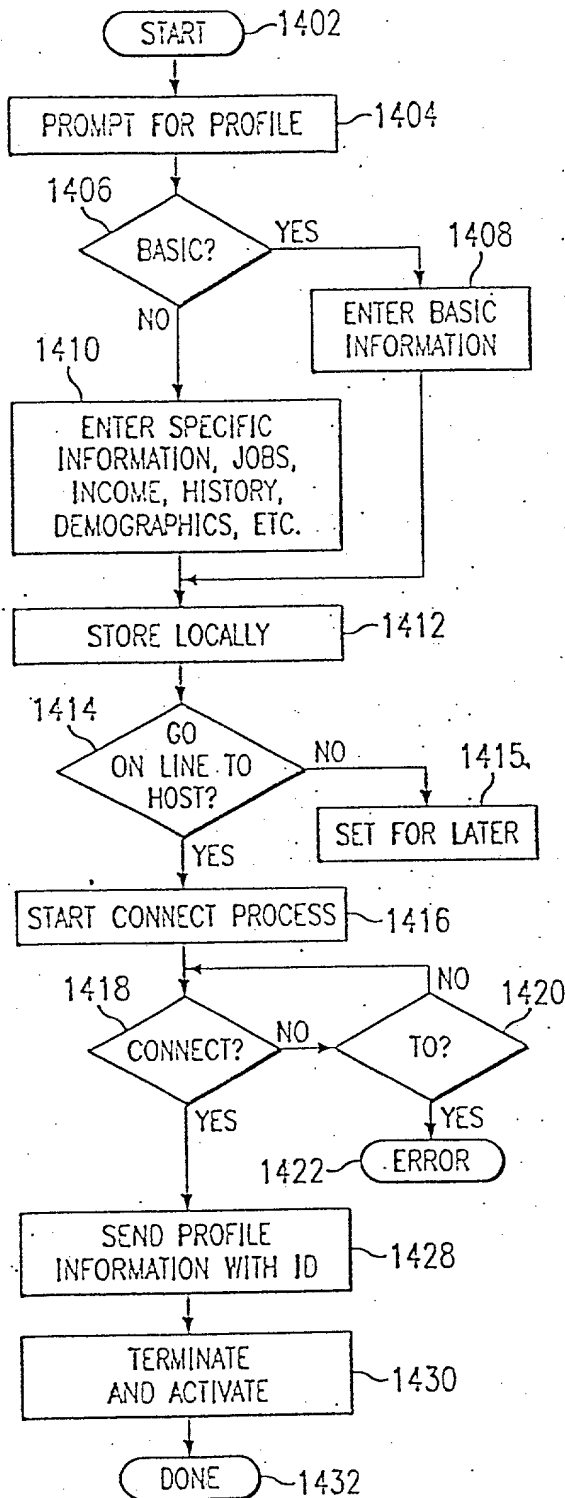 START
1402
PROMPT FOR PROFILE
1404
1406
BASIC?
YES
NO
1408
ENTER BASIC
INFORMATION
1410
ENTER SPECIFIC
INFORMATION, JOBS,
INCOME, HISTORY,
DEMOGRAPHICS, ETC.
STORE LOCALLY
1412
1414
GO
ON LINE TO
HOST?
NO
YES
1415
SET FOR LATER
START CONNECT PROCESS
1416
1418
CONNECT?
NO
YES
NO
1420
TO?
YES
1422
ERROR
SEND PROFILE
INFORMATION WITH ID
1428
TERMINATE
AND ACTIVATE
1430
DONE
1432